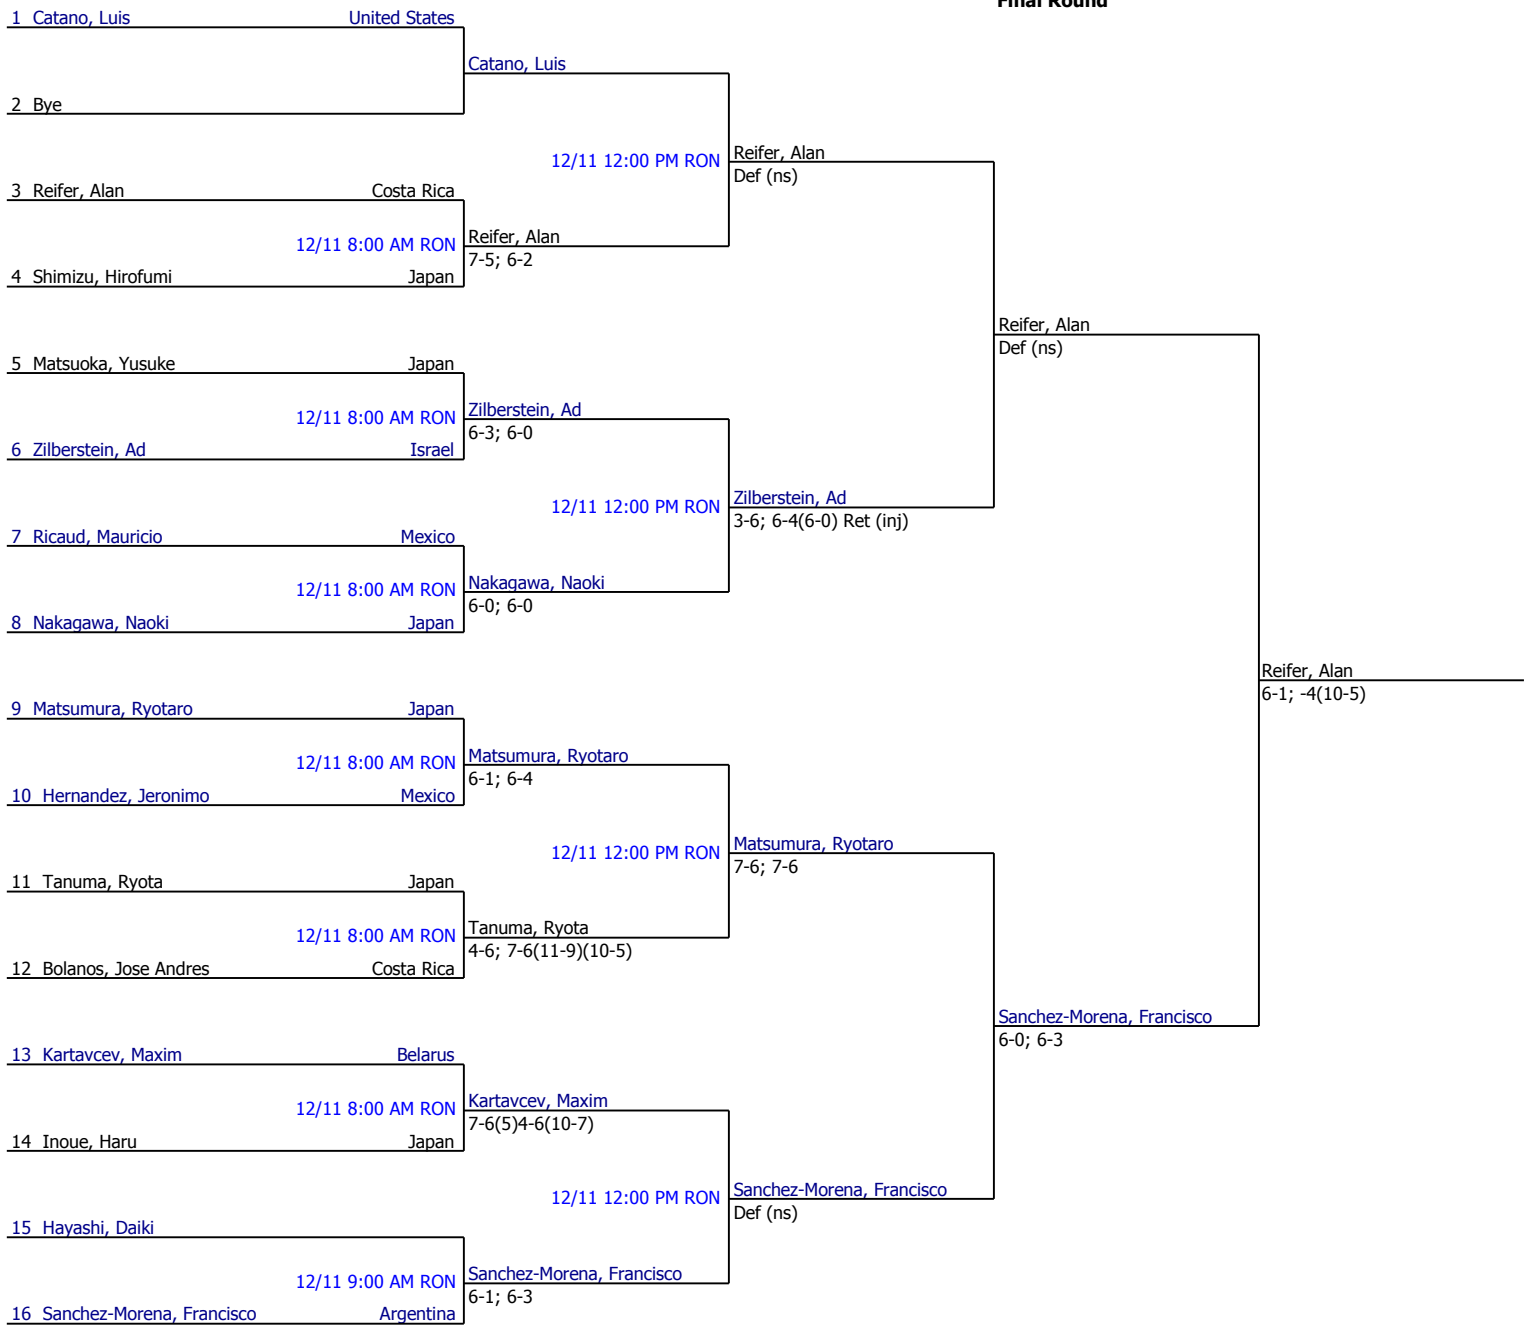 Final Round
1 Catano, Luis United States
Catano, Luis
2 Bye
12/11 12:00 PM RON Reifer, Alan
Def (ns)
3 Reifer, Alan Costa Rica
12/11 8:00 AM RON Reifer, Alan
7-5; 6-2
4 Shimizu, Hirofumi Japan
Reifer, Alan
Def (ns)
5 Matsuoka, Yusuke Japan
12/11 8:00 AM RON Zilberstein, Ad
6-3; 6-0
6 Zilberstein, Ad Israel
12/11 12:00 PM RON Zilberstein, Ad
3-6; 6-4(6-0) Ret (inj)
7 Ricaud, Mauricio Mexico
12/11 8:00 AM RON Nakagawa, Naoki
6-0; 6-0
8 Nakagawa, Naoki Japan
Reifer, Alan
6-1; -4(10-5)
9 Matsumura, Ryotaro Japan
12/11 8:00 AM RON Matsumura, Ryotaro
6-1; 6-4
10 Hernandez, Jeronimo Mexico
12/11 12:00 PM RON Matsumura, Ryotaro
7-6; 7-6
11 Tanuma, Ryota Japan
12/11 8:00 AM RON Tanuma, Ryota
4-6; 7-6(11-9)(10-5)
12 Bolanos, Jose Andres Costa Rica
Sanchez-Morena, Francisco
6-0; 6-3
13 Kartavcev, Maxim Belarus
12/11 8:00 AM RON Kartavcev, Maxim
7-6(5)4-6(10-7)
14 Inoue, Haru Japan
12/11 12:00 PM RON Sanchez-Morena, Francisco
Def (ns)
15 Hayashi, Daiki
12/11 9:00 AM RON Sanchez-Morena, Francisco
6-1; 6-3
16 Sanchez-Morena, Francisco Argentina